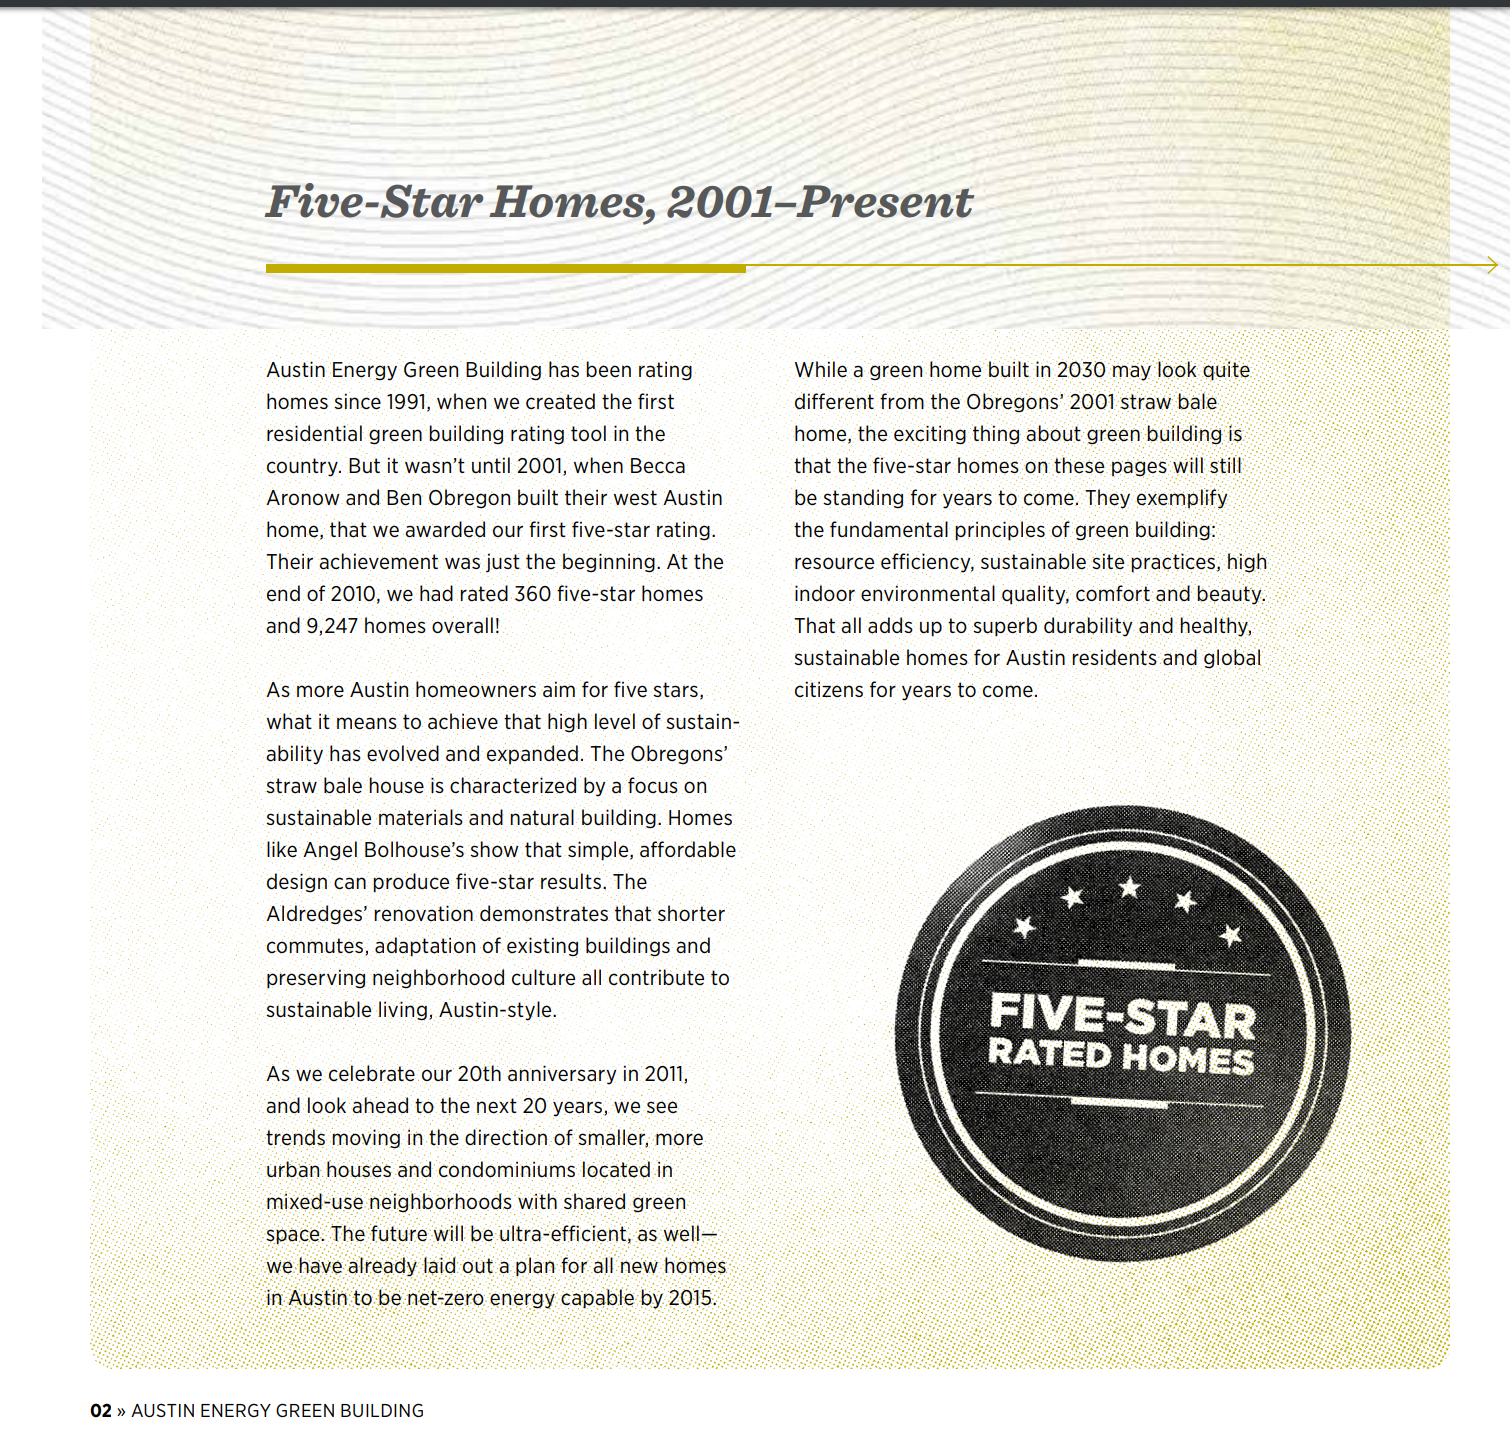 Five-Star Homes, 2001–Present
Austin Energy Green Building has been rating
homes since 1991, when we created the first
residential green building rating tool in the
country. But it wasn’t until 2001, when Becca
Aronow and Ben Obregon built their west Austin
home, that we awarded our first five-star rating.
Their achievement was just the beginning. At the
end of 2010, we had rated 360 five-star homes
and 9,247 homes overall!
As more Austin homeowners aim for five stars,
what it means to achieve that high level of sustain-
ability has evolved and expanded. The Obregons’
straw bale house is characterized by a focus on
sustainable materials and natural building. Homes
like Angel Bolhouse’s show that simple, affordable
design can produce five-star results. The
Aldredges’ renovation demonstrates that shorter
commutes, adaptation of existing buildings and
preserving neighborhood culture all contribute to
sustainable living, Austin-style.
As we celebrate our 20th anniversary in 2011,
and look ahead to the next 20 years, we see
trends moving in the direction of smaller, more
urban houses and condominiums located in
mixed-use neighborhoods with shared green
space. The future will be ultra-efficient, as well—
we have already laid out a plan for all new homes
in Austin to be net-zero energy capable by 2015.
While a green home built in 2030 may look quite
different from the Obregons’ 2001 straw bale
home, the exciting thing about green building is
that the five-star homes on these pages will still
be standing for years to come. They exemplify
the fundamental principles of green building:
resource efficiency, sustainable site practices, high
indoor environmental quality, comfort and beauty.
That all adds up to superb durability and healthy,
sustainable homes for Austin residents and global
citizens for years to come.
FIVE-STAR
RATED HOMES
02 » AUSTIN ENERGY GREEN BUILDING